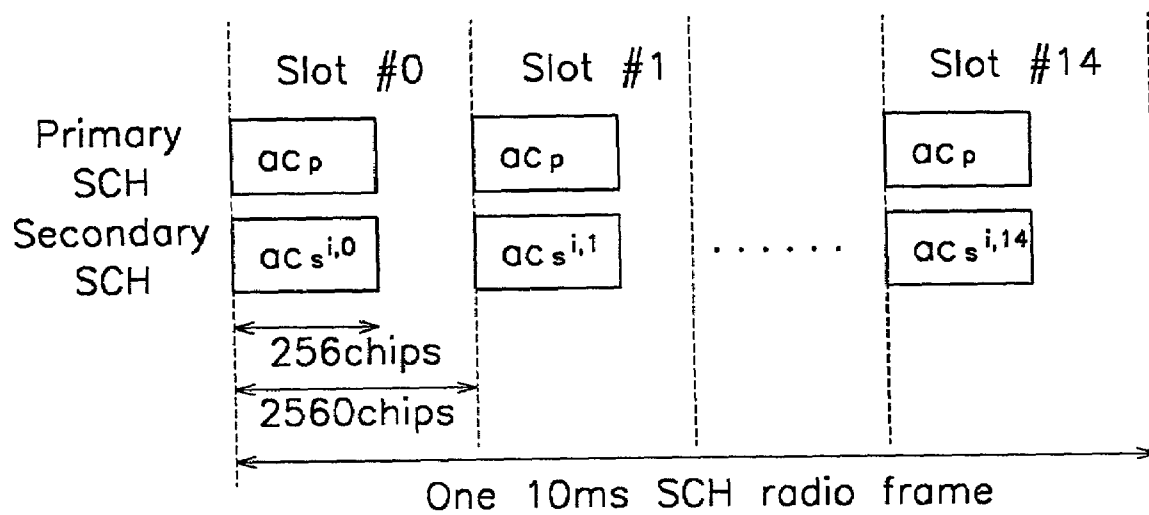 Slot #0 Slot #1 Slot #14
Primary SCH
ac p ac p ac p
Secondary SCH
ac s i,0 ac s i,1 ...... ac s i,14
256chips
2560chips
One 10ms SCH radio frame